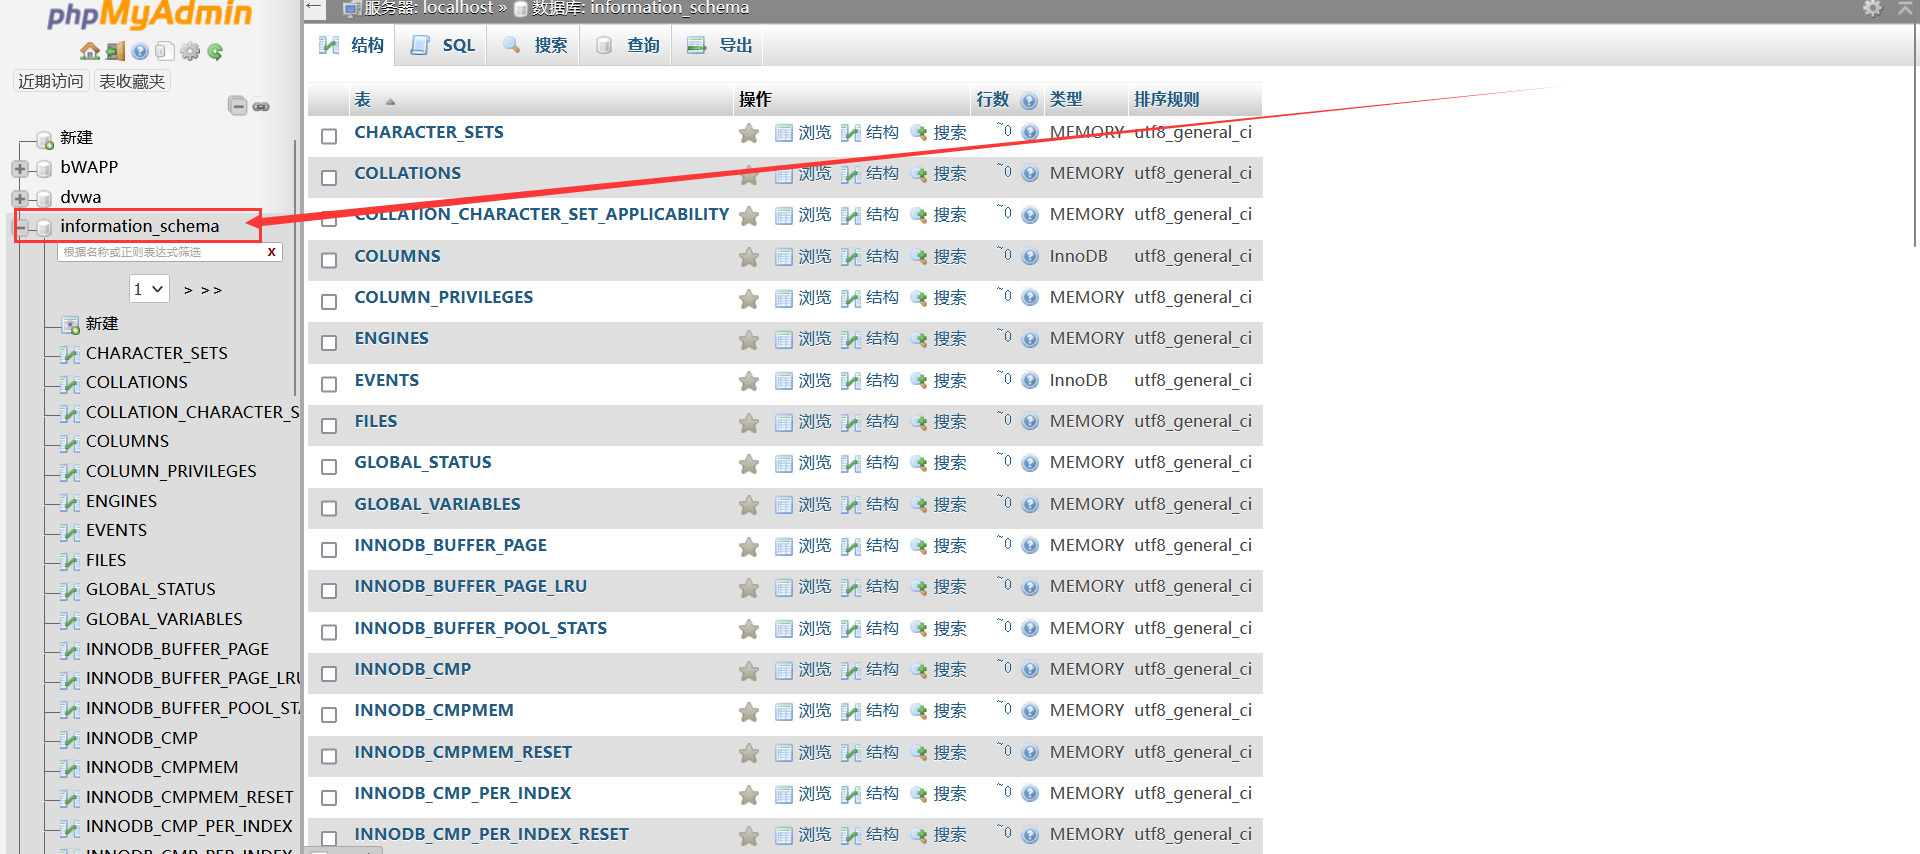 phpMyAdmin
近期访问 表收藏夹
新建
bWAPP
dvwa
information_schema
根据名称或正则表达式筛选 X
1 > >>
新建
CHARACTER_SETS
COLLATIONS
COLLATION_CHARACTER_S
COLUMNS
COLUMN_PRIVILEGES
ENGINES
EVENTS
FILES
GLOBAL_STATUS
GLOBAL_VARIABLES
INNODB_BUFFER_PAGE
INNODB_BUFFER_PAGE_LRU
INNODB_BUFFER_POOL_STA
INNODB_CMP
INNODB_CMPMEM
INNODB_CMPMEM_RESET
INNODB_CMP_PER_INDEX
INNODB_CMP_PER_INDEX
服务器: localhost » 数据库: information_schema
结构 SQL 搜索 查询 导出
表 操作 行数 类型 排序规则
CHARACTER_SETS 浏览 结构 搜索 ~0 MEMORY utf8_general_ci
COLLATIONS 浏览 结构 搜索 ~0 MEMORY utf8_general_ci
COLLATION_CHARACTER_SET_APPLICABILITY 浏览 结构 搜索 ~0 MEMORY utf8_general_ci
COLUMNS 浏览 结构 搜索 ~0 InnoDB utf8_general_ci
COLUMN_PRIVILEGES 浏览 结构 搜索 ~0 MEMORY utf8_general_ci
ENGINES 浏览 结构 搜索 ~0 MEMORY utf8_general_ci
EVENTS 浏览 结构 搜索 ~0 InnoDB utf8_general_ci
FILES 浏览 结构 搜索 ~0 MEMORY utf8_general_ci
GLOBAL_STATUS 浏览 结构 搜索 ~0 MEMORY utf8_general_ci
GLOBAL_VARIABLES 浏览 结构 搜索 ~0 MEMORY utf8_general_ci
INNODB_BUFFER_PAGE 浏览 结构 搜索 ~0 MEMORY utf8_general_ci
INNODB_BUFFER_PAGE_LRU 浏览 结构 搜索 ~0 MEMORY utf8_general_ci
INNODB_BUFFER_POOL_STATS 浏览 结构 搜索 ~0 MEMORY utf8_general_ci
INNODB_CMP 浏览 结构 搜索 ~0 MEMORY utf8_general_ci
INNODB_CMPMEM 浏览 结构 搜索 ~0 MEMORY utf8_general_ci
INNODB_CMPMEM_RESET 浏览 结构 搜索 ~0 MEMORY utf8_general_ci
INNODB_CMP_PER_INDEX 浏览 结构 搜索 ~0 MEMORY utf8_general_ci
INNODB_CMP_PER_INDEX_RESET 浏览 结构 搜索 ~0 MEMORY utf8_general_ci